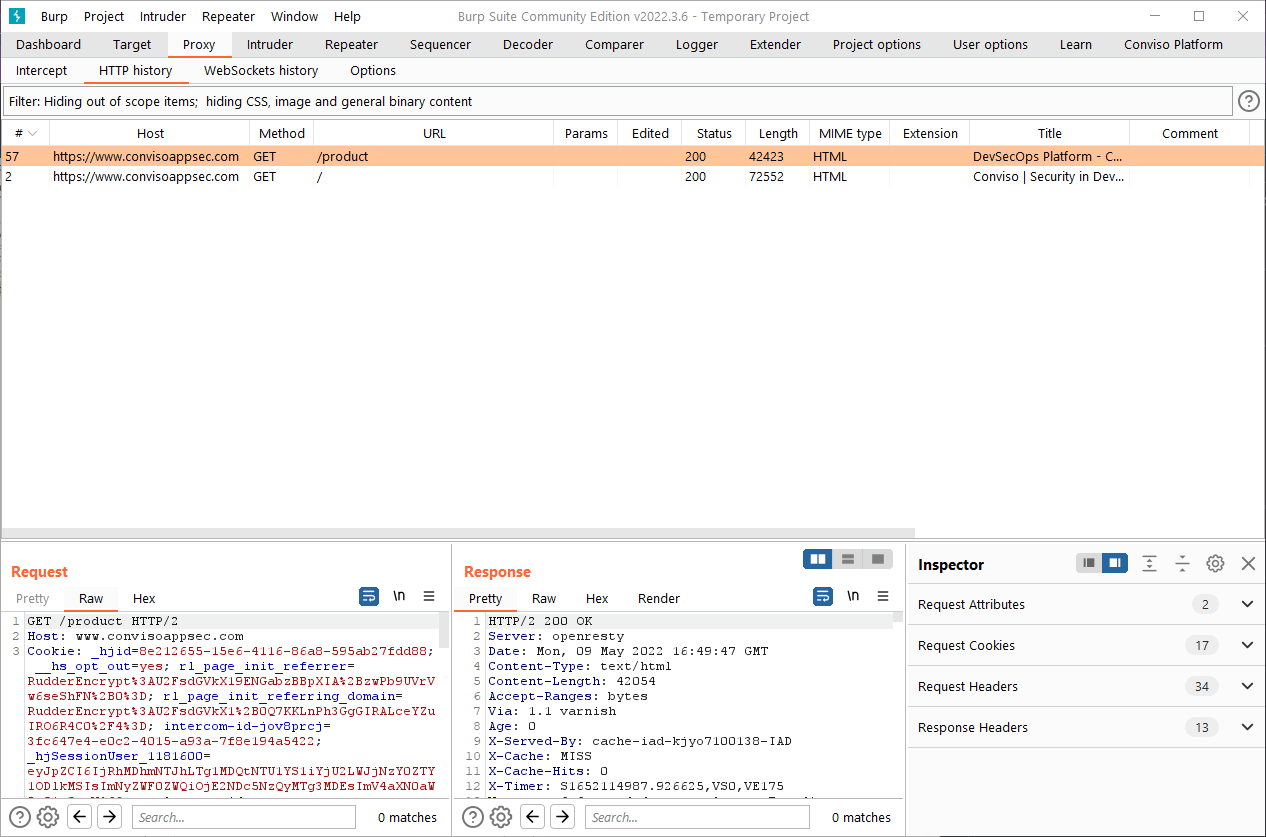 Burp Project Intruder Repeater Window Help Burp Suite Community Edition v2022.3.6 - Temporary Project
Dashboard Target Proxy Intruder Repeater Sequencer Decoder Comparer Logger Extender Project options User options Learn Conviso Platform
Intercept HTTP history WebSockets history Options
Filter: Hiding out of scope items; hiding CSS, image and general binary content
# Host Method URL Params Edited Status Length MIME type Extension Title Comment
57 https://www.convisoappsec.com GET /product 200 42423 HTML DevSecOps Platform - C...
2 https://www.convisoappsec.com GET / 200 72552 HTML Conviso | Security in Dev...
Request
Pretty Raw Hex \n
1 GET /product HTTP/2
2 Host: www.convisoappsec.com
3 Cookie: _hjid=8e212655-15e6-4116-86a8-595ab27fdd88;
__hs_opt_out=yes; rl_page_init_referrer=
RudderEncrypt%3AU2FsdGVkX19ENGabzBBpXIA%2BzwPb9UVrV
w6seShFN%2B0%3D; rl_page_init_referring_domain=
RudderEncrypt%3AU2FsdGVkX1%2B0Q7KKLnPh3GgGIRALceYZu
IRO6R4C0%2F4%3D; intercom-id-jov8prcj=
3fc647e4-e0c2-4015-a93a-7f8e194a5422;
_hjSessionUser_1181600=
eyJpZCI6IjRhMDhmNTJhLTg1MDQtNTU1YS1iYjU2LWJjNzY0ZTY
1ODlkMSIsImNyZWF0ZWQiOjE2NDc5NzQyMTg3MDEsImV4aXN0aW
Search... 0 matches
Response
Pretty Raw Hex Render \n
1 HTTP/2 200 OK
2 Server: openresty
3 Date: Mon, 09 May 2022 16:49:47 GMT
4 Content-Type: text/html
5 Content-Length: 42054
6 Accept-Ranges: bytes
7 Via: 1.1 varnish
8 Age: 0
9 X-Served-By: cache-iad-kjyo7100138-IAD
10 X-Cache: MISS
11 X-Cache-Hits: 0
12 X-Timer: S1652114987.926625,VS0,VE175
Search... 0 matches
Inspector
Request Attributes 2
Request Cookies 17
Request Headers 34
Response Headers 13